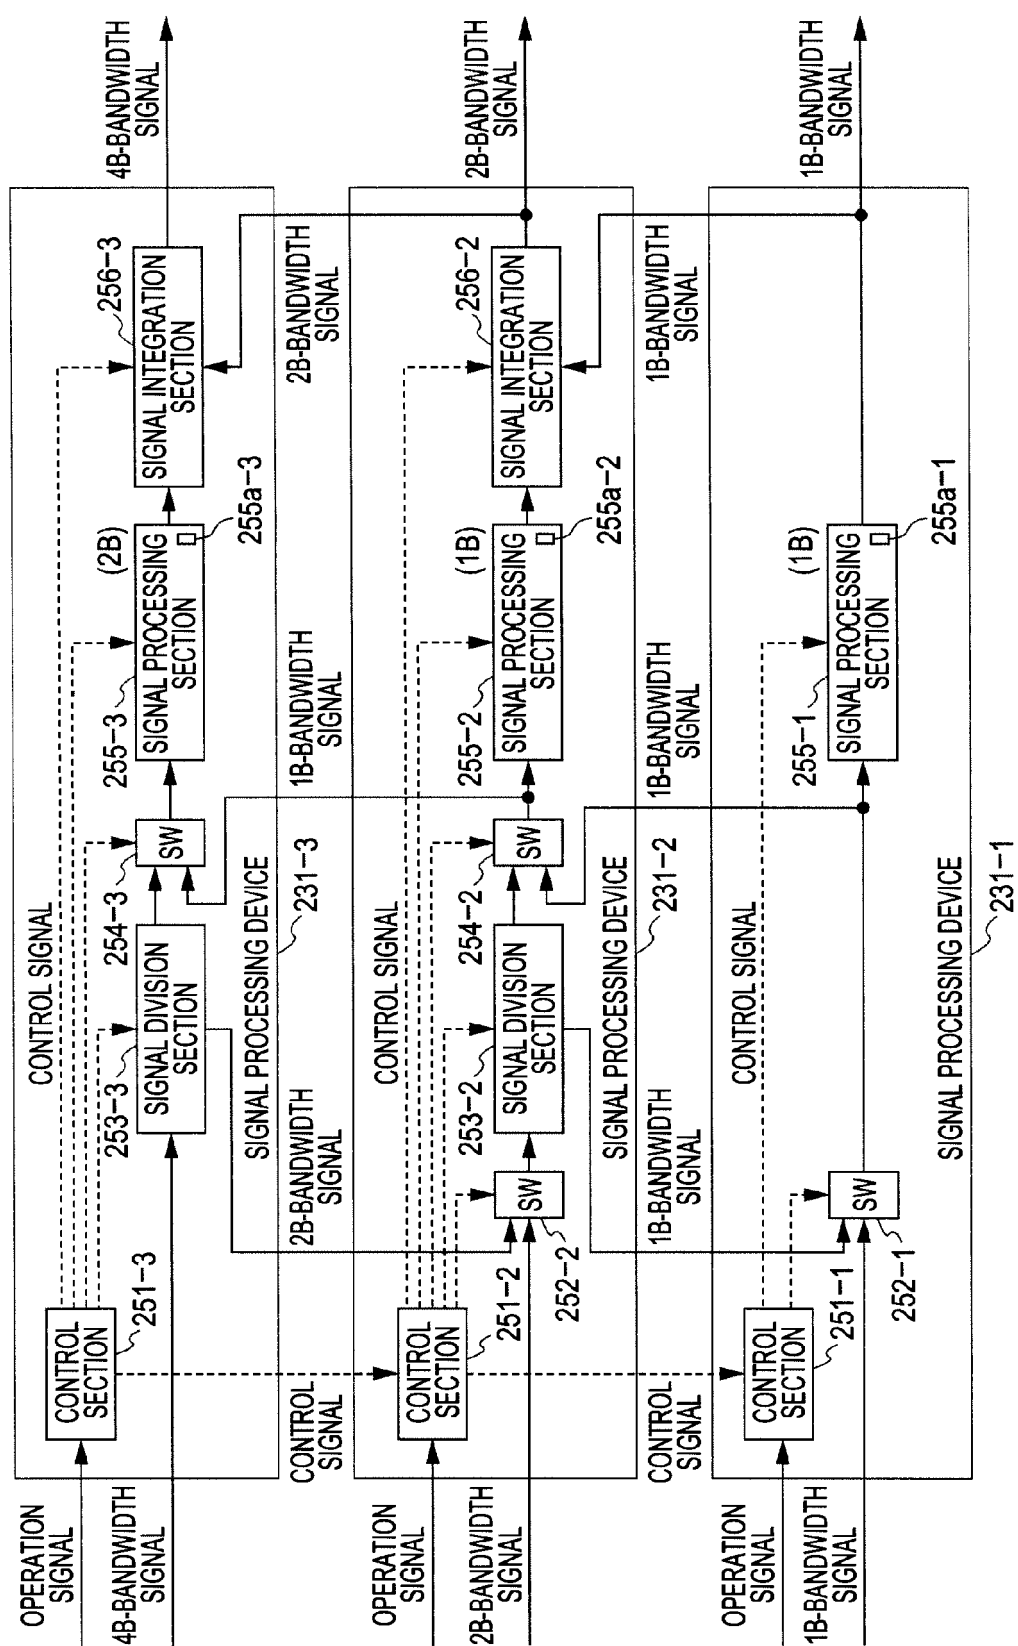 OPERATION
SIGNAL
4B-BANDWIDTH
SIGNAL
CONTROL
SECTION
251-3
CONTROL SIGNAL
253-3
SIGNAL DIVISION
SECTION
254-3
SW
255-3
SIGNAL PROCESSING
SECTION
(2B)
255a-3
256-3
SIGNAL INTEGRATION
SECTION
4B-BANDWIDTH
SIGNAL
SIGNAL PROCESSING DEVICE
231-3
CONTROL
SIGNAL
2B-BANDWIDTH
SIGNAL
1B-BANDWIDTH
SIGNAL
2B-BANDWIDTH
SIGNAL
OPERATION
SIGNAL
2B-BANDWIDTH
SIGNAL
CONTROL
SECTION
251-2
CONTROL SIGNAL
SW
252-2
253-2
SIGNAL DIVISION
SECTION
254-2
SW
255-2
SIGNAL PROCESSING
SECTION
(1B)
255a-2
256-2
SIGNAL INTEGRATION
SECTION
2B-BANDWIDTH
SIGNAL
SIGNAL PROCESSING DEVICE
231-2
CONTROL
SIGNAL
1B-BANDWIDTH
SIGNAL
1B-BANDWIDTH
SIGNAL
1B-BANDWIDTH
SIGNAL
OPERATION
SIGNAL
1B-BANDWIDTH
SIGNAL
CONTROL
SECTION
251-1
CONTROL SIGNAL
SW
252-1
255-1
SIGNAL PROCESSING
SECTION
(1B)
255a-1
1B-BANDWIDTH
SIGNAL
SIGNAL PROCESSING DEVICE
231-1